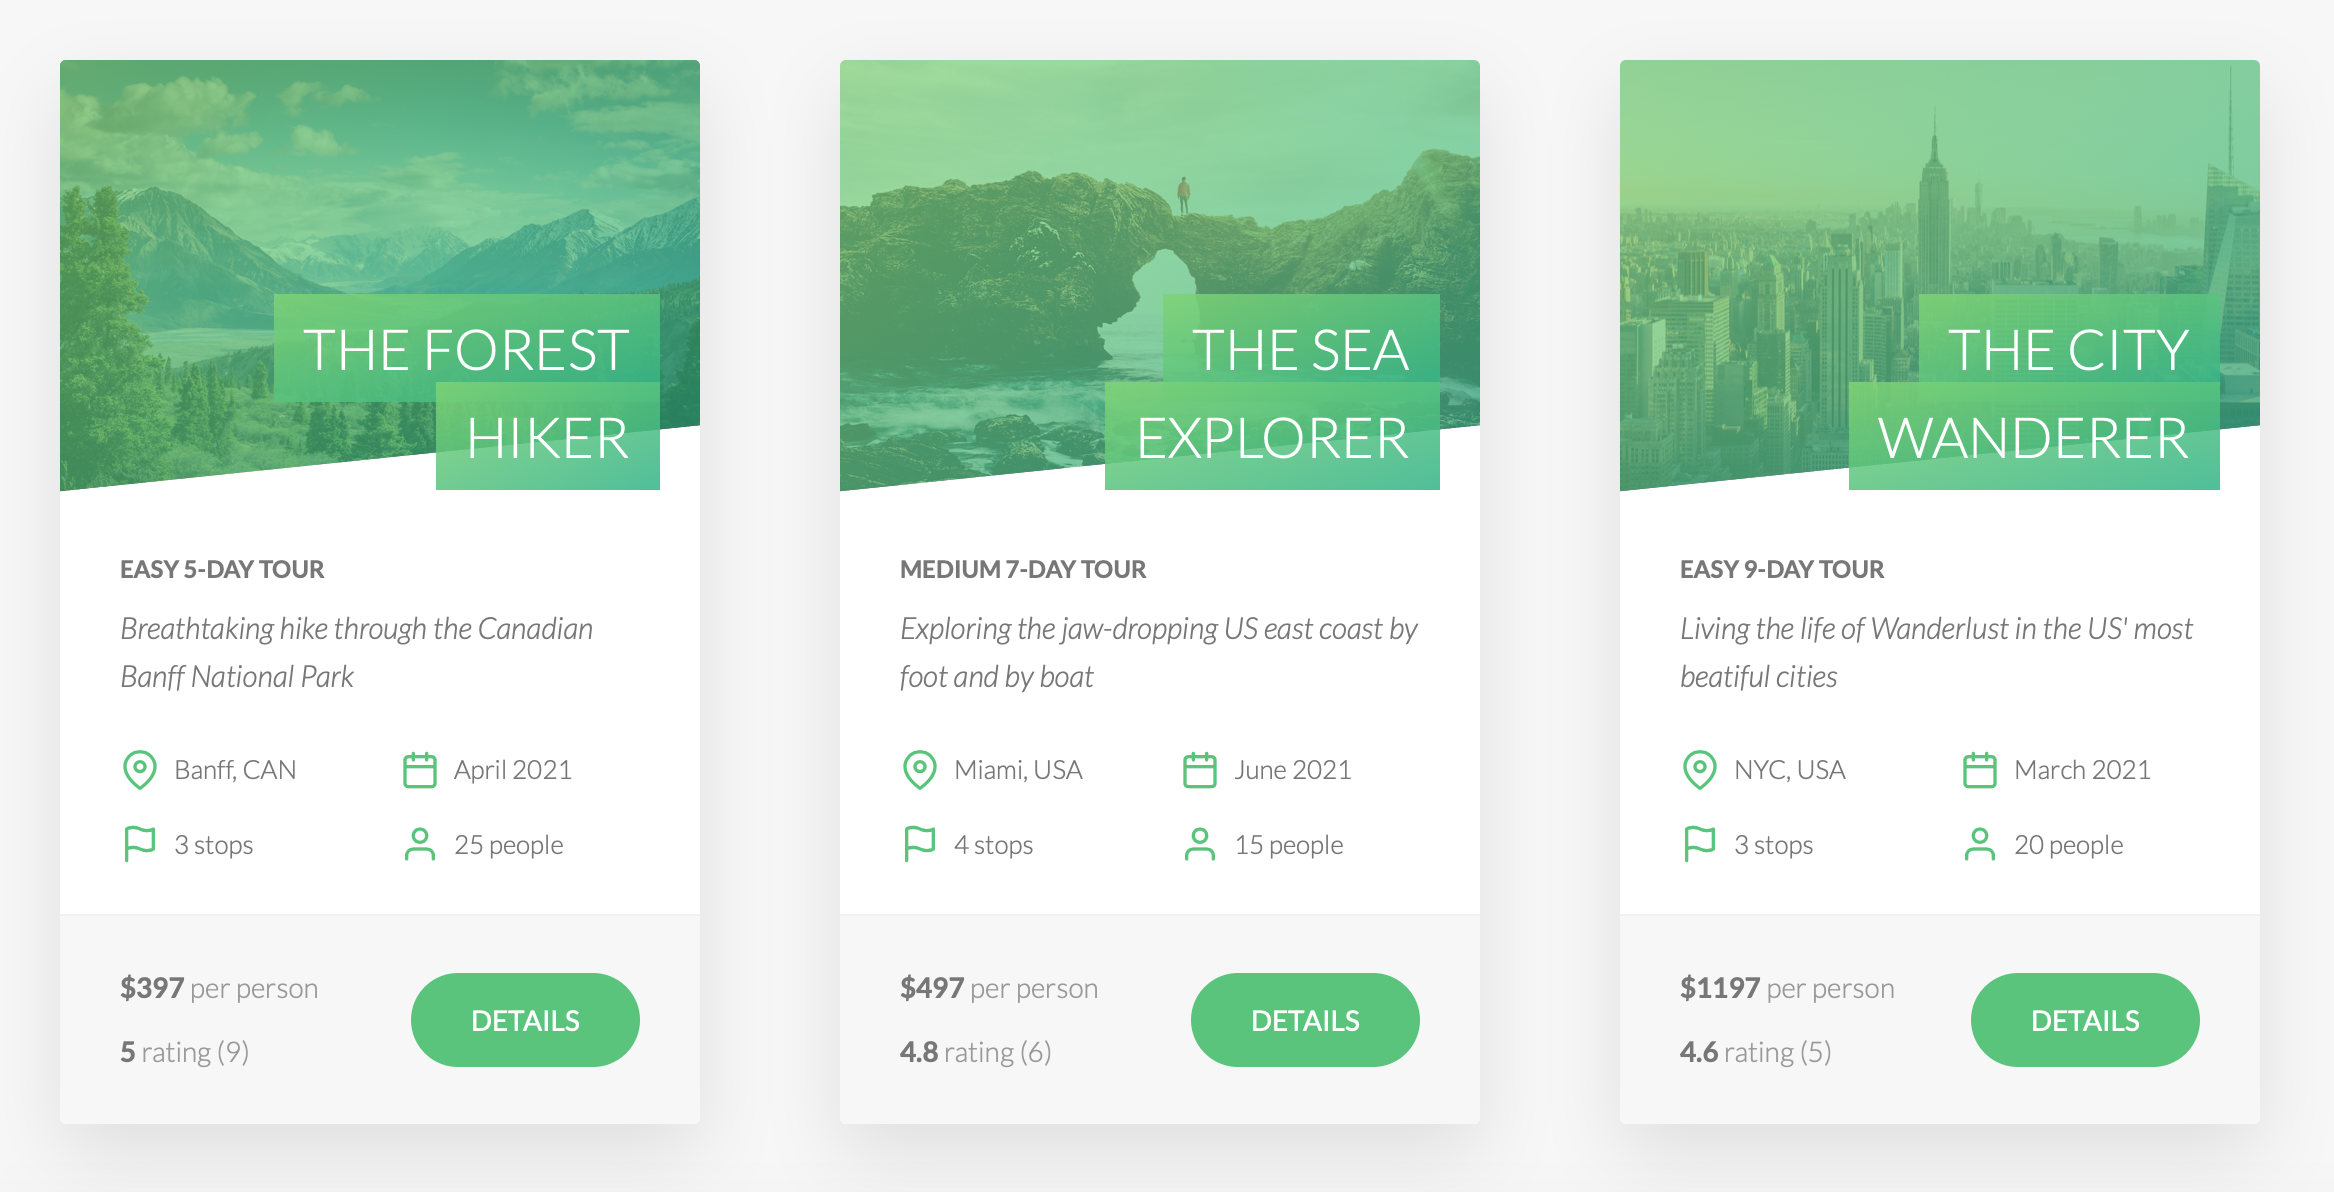 THE FOREST
HIKER
EASY 5-DAY TOUR
Breathtaking hike through the Canadian
Banff National Park
Banff, CAN
April 2021
3 stops
25 people
$397 per person
5 rating (9)
DETAILS
THE SEA
EXPLORER
MEDIUM 7-DAY TOUR
Exploring the jaw-dropping US east coast by
foot and by boat
Miami, USA
June 2021
4 stops
15 people
$497 per person
4.8 rating (6)
DETAILS
THE CITY
WANDERER
EASY 9-DAY TOUR
Living the life of Wanderlust in the US' most
beatiful cities
NYC, USA
March 2021
3 stops
20 people
$1197 per person
4.6 rating (5)
DETAILS